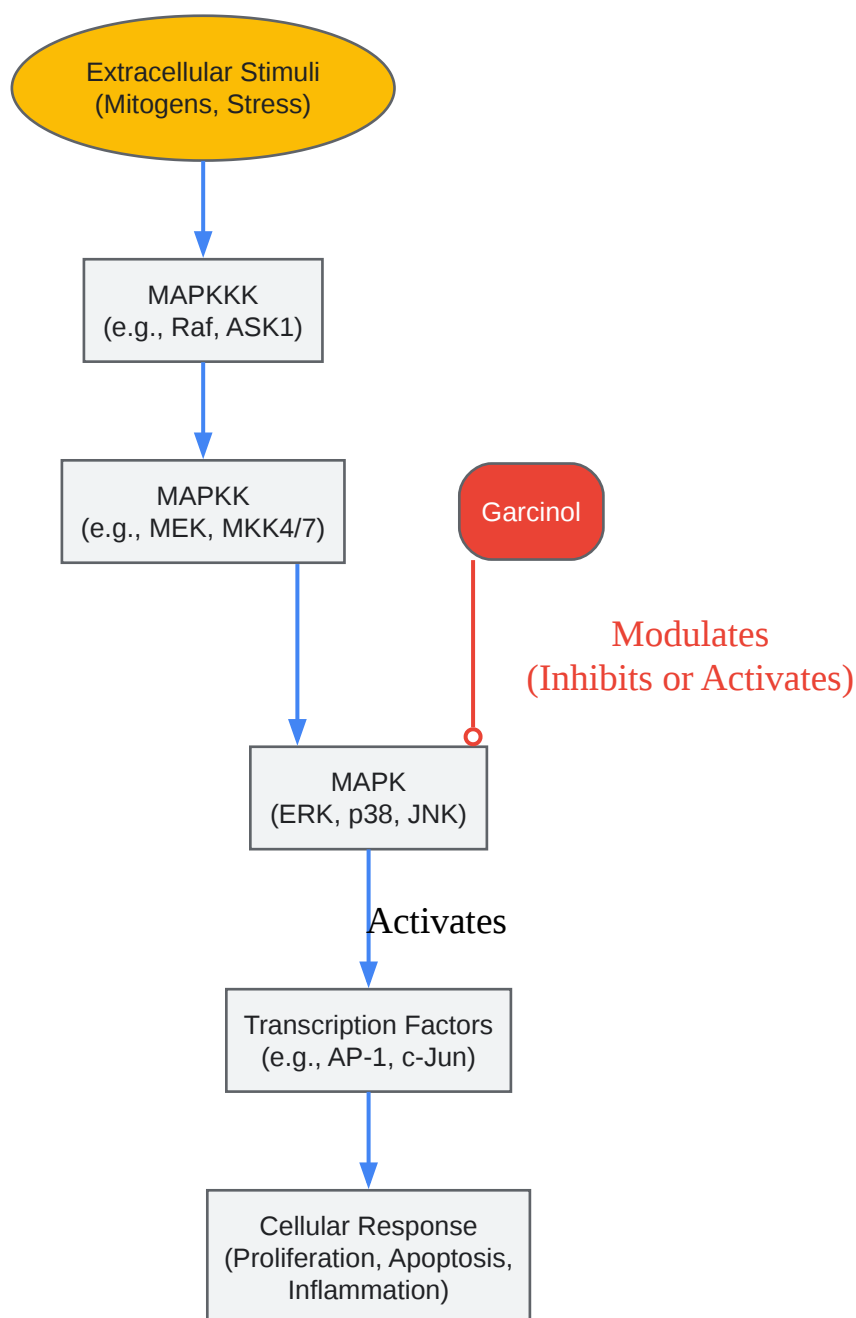 Extracellular Stimuli
(Mitogens, Stress)
MAPKKK
(e.g., Raf, ASK1)
MAPKK
(e.g., MEK, MKK4/7)
Garcinol
Modulates
(Inhibits or Activates)
MAPK
(ERK, p38, JNK)
Activates
Transcription Factors
(e.g., AP-1, c-Jun)
Cellular Response
(Proliferation, Apoptosis,
Inflammation)